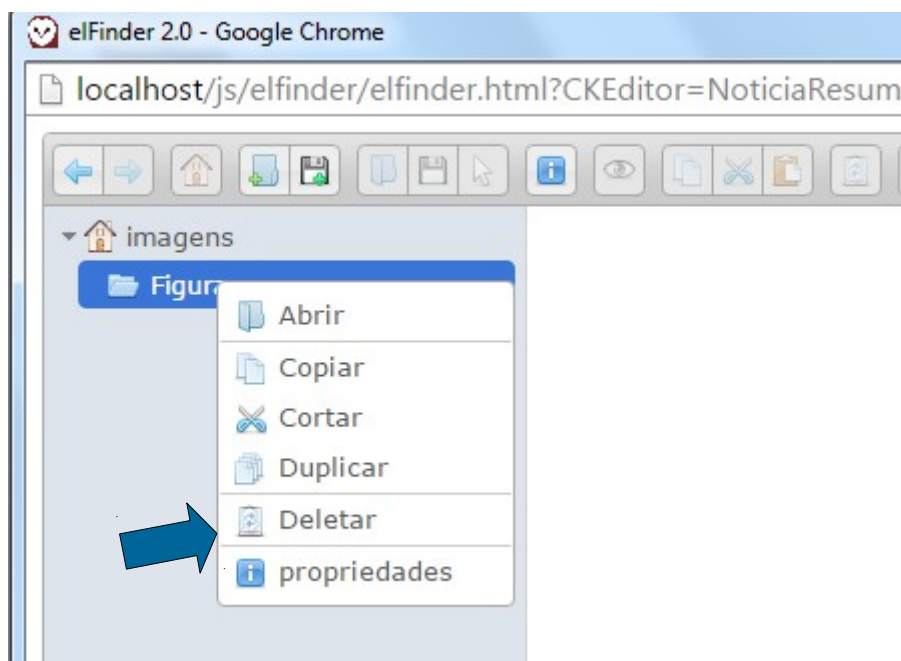 elFinder 2.0 - Google Chrome
localhost/js/elfinder/elfinder.html?CKEditor=NoticiaResum
imagens
Figura
Abrir
Copiar
Cortar
Duplicar
Deletar
propriedades